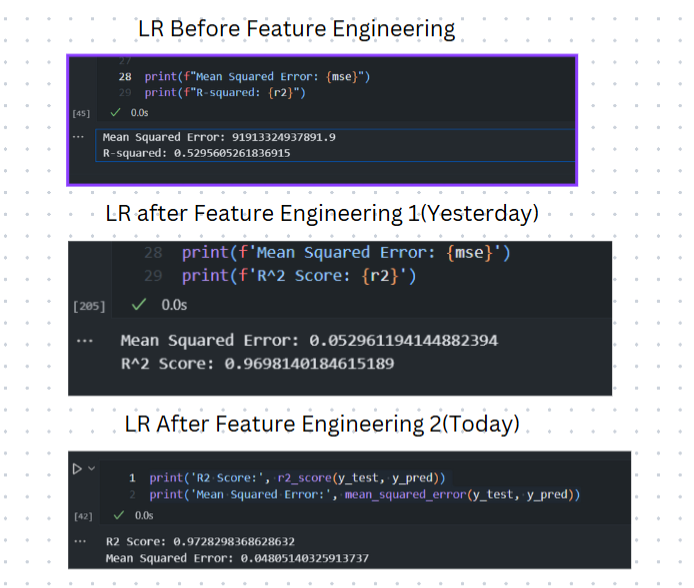 LR Before Feature Engineering
27
28 print(f"Mean Squared Error: {mse}")
29 print(f"R-squared: {r2}")
[45] ✓ 0.0s
... Mean Squared Error: 91913324937891.9
R-squared: 0.5295605261836915
LR after Feature Engineering 1(Yesterday)
28 print(f'Mean Squared Error: {mse}')
29 print(f'R^2 Score: {r2}')
[205] ✓ 0.0s
... Mean Squared Error: 0.052961194144882394
R^2 Score: 0.9698140184615189
LR After Feature Engineering 2(Today)
1 print('R2 Score:', r2_score(y_test, y_pred))
2 print('Mean Squared Error:', mean_squared_error(y_test, y_pred))
[42] ✓ 0.0s
... R2 Score: 0.9728298368628632
Mean Squared Error: 0.04805140325913737